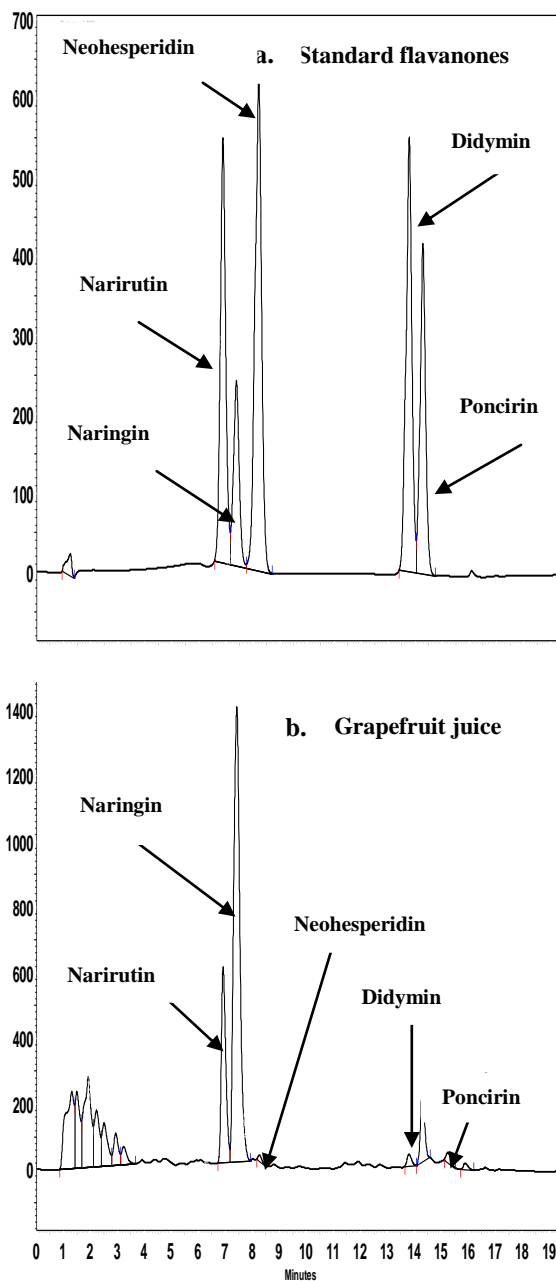 700
Neohesperidin
a. Standard flavanones
600
Didymin
500
400
Narirutin
300
Poncirin
200
Naringin
100
0
b. Grapefruit juice
1400
1200
Naringin
1000
Neohesperidin
800
Didymin
Narirutin
600
400
Poncirin
200
0
0 1 2 3 4 5 6 7 8 9 10 11 12 13 14 15 16 17 18 19
Minutes